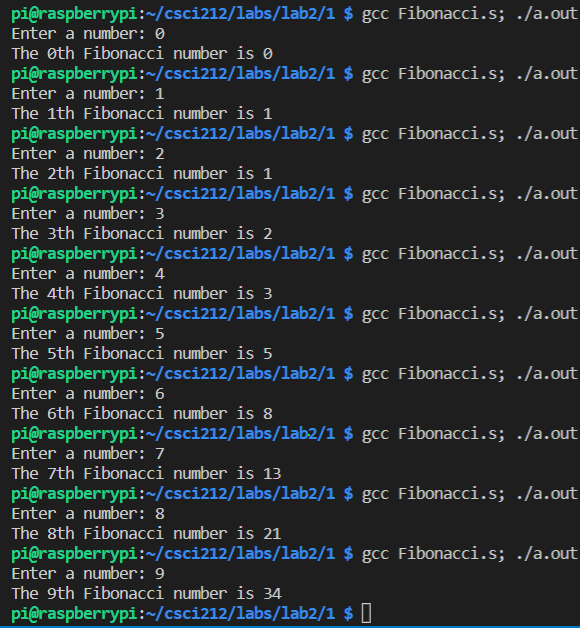 pi@raspberrypi:~/csci212/labs/lab2/1 $ gcc Fibonacci.s; ./a.out
Enter a number: 0
The 0th Fibonacci number is 0
pi@raspberrypi:~/csci212/labs/lab2/1 $ gcc Fibonacci.s; ./a.out
Enter a number: 1
The 1th Fibonacci number is 1
pi@raspberrypi:~/csci212/labs/lab2/1 $ gcc Fibonacci.s; ./a.out
Enter a number: 2
The 2th Fibonacci number is 1
pi@raspberrypi:~/csci212/labs/lab2/1 $ gcc Fibonacci.s; ./a.out
Enter a number: 3
The 3th Fibonacci number is 2
pi@raspberrypi:~/csci212/labs/lab2/1 $ gcc Fibonacci.s; ./a.out
Enter a number: 4
The 4th Fibonacci number is 3
pi@raspberrypi:~/csci212/labs/lab2/1 $ gcc Fibonacci.s; ./a.out
Enter a number: 5
The 5th Fibonacci number is 5
pi@raspberrypi:~/csci212/labs/lab2/1 $ gcc Fibonacci.s; ./a.out
Enter a number: 6
The 6th Fibonacci number is 8
pi@raspberrypi:~/csci212/labs/lab2/1 $ gcc Fibonacci.s; ./a.out
Enter a number: 7
The 7th Fibonacci number is 13
pi@raspberrypi:~/csci212/labs/lab2/1 $ gcc Fibonacci.s; ./a.out
Enter a number: 8
The 8th Fibonacci number is 21
pi@raspberrypi:~/csci212/labs/lab2/1 $ gcc Fibonacci.s; ./a.out
Enter a number: 9
The 9th Fibonacci number is 34
pi@raspberrypi:~/csci212/labs/lab2/1 $